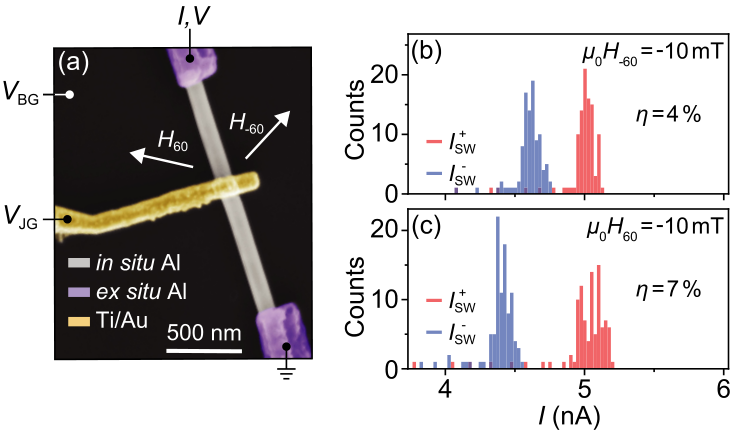 I,V
(a)
V_BG
H_60
H_-60
V_JG
in situ Al
ex situ Al
Ti/Au
500 nm
(b)
μ₀H_-60 = -10 mT
η = 4 %
I_SW^+
I_SW^-
Counts
20
10
0
(c)
μ₀H_60 = -10 mT
η = 7 %
I_SW^+
I_SW^-
Counts
20
10
0
4
5
6
I (nA)